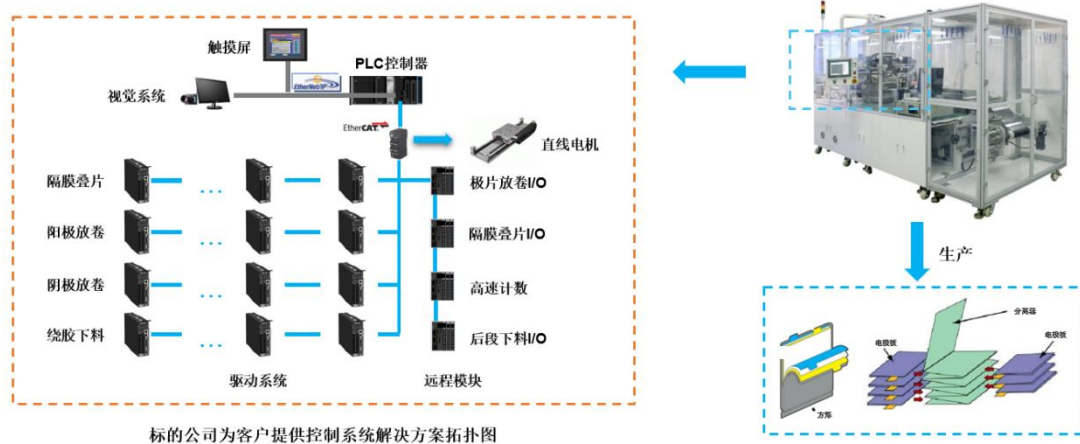 触摸屏
PLC控制器
视觉系统
EtherNet/IP
EtherCAT
直线电机
隔膜叠片
...
极片放卷I/O
阳极放卷
...
隔膜叠片I/O
阴极放卷
...
高速计数
绕胶下料
...
后段下料I/O
驱动系统
远程模块
生产
分离器
电极板
电极板
方形
标的公司为客户提供控制系统解决方案拓扑图